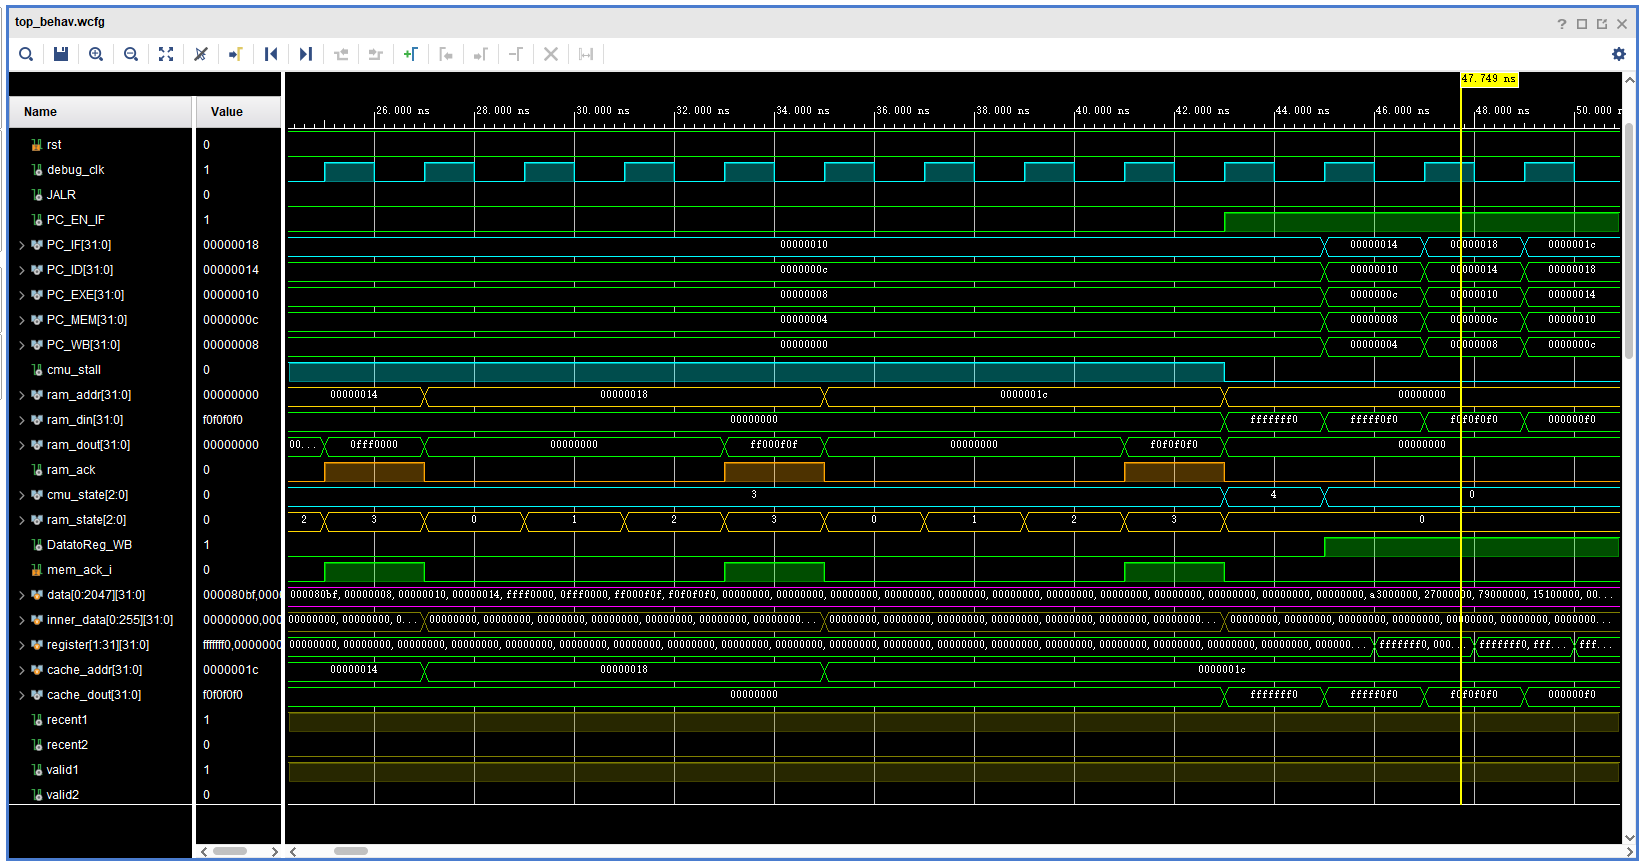 top_behav.wcfg
47.749 ns
Name Value
26.000 ns 28.000 ns 30.000 ns 32.000 ns 34.000 ns 36.000 ns 38.000 ns 40.000 ns 42.000 ns 44.000 ns 46.000 ns 48.000 ns 50.000
rst 0
debug_clk 1
JALR 0
PC_EN_IF 1
PC_IF[31:0] 00000018 00000010 00000014 00000018 0000001c
PC_ID[31:0] 00000014 0000000c 00000010 00000014 00000018
PC_EXE[31:0] 00000010 00000008 0000000c 00000010 00000014
PC_MEM[31:0] 0000000c 00000004 00000008 0000000c 00000010
PC_WB[31:0] 00000008 00000000 00000004 00000008 0000000c
cmu_stall 0
ram_addr[31:0] 00000000 00000014 00000018 0000001c 00000000
ram_din[31:0] f0f0f0f0 00000000 fffffff0 fffff0f0 f0f0f0f0 000000f0
ram_dout[31:0] 00000000 00... 0fff0000 00000000 ff000f0f 00000000 f0f0f0f0 00000000
ram_ack 0
cmu_state[2:0] 0 3 4 0
ram_state[2:0] 0 2 3 0 1 2 3 0 1 2 3 0
DatatoReg_WB 1
mem_ack_i 0
data[0:2047][31:0] 000080bf,000 000080bf, 00000008, 00000010, 00000014, ffff0000, 0fff0000, ff000f0f, f0f0f0f0, 00000000, 00000000, 00000000, 00000000, 00000000, 00000000, 00000000, 00000000, a3000000, 27000000, 79000000, 15100000, 00...
inner_data[0:255][31:0] 00000000,000 00000000, 00000000, 0... 00000000, 00000000, 00000000, 00000000, 00000000, 00000000... 00000000, 00000000, 00000000, 00000000, 00000000, 00000000... 00000000, 00000000, 00000000, 00000000, 00000000, 00000000...
register[1:31][31:0] fffffff0,0000000 00000000, 00000000, 00000000, 00000000, 00000000, 00000000, 00000000, 00000000, 00000000, 00000000, 00000000, 00000000, 00000000, 00000000, 00000000, 000000... fffffff0, 000... fffffff0, fff... fff...
cache_addr[31:0] 0000001c 00000014 00000018 0000001c
cache_dout[31:0] f0f0f0f0 00000000 fffffff0 fffff0f0 f0f0f0f0 000000f0
recent1 1
recent2 0
valid1 1
valid2 0